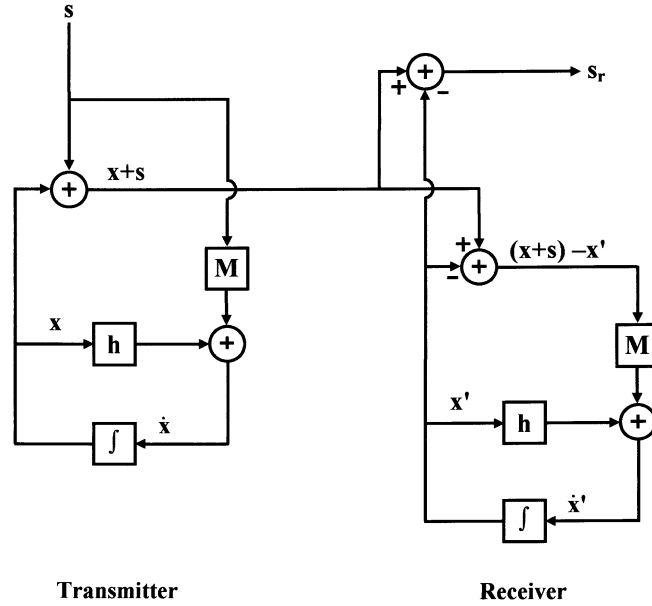 s
+
+
−
s_r
+
x+s
+
−
+
(x+s) −x'
M
M
x
h
+
x'
h
+
∫
ẋ
∫
ẋ'
Transmitter
Receiver